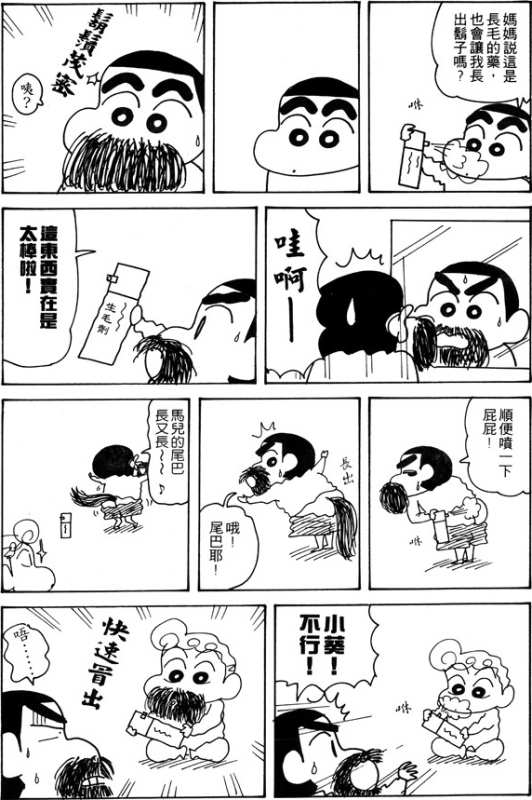 媽媽說這是
長毛的藥，
也會讓我長
出鬍子嗎？
咻
鬍鬚茂密
咦？
哇啊—
這東西實在是
太棒啦！
生毛劑
順便噴一下
屁屁！
咻
長出
哦！
尾巴耶！
馬兒的尾巴
長又長～～♪
小葵！
不行！
咻
快速冒出
唔……